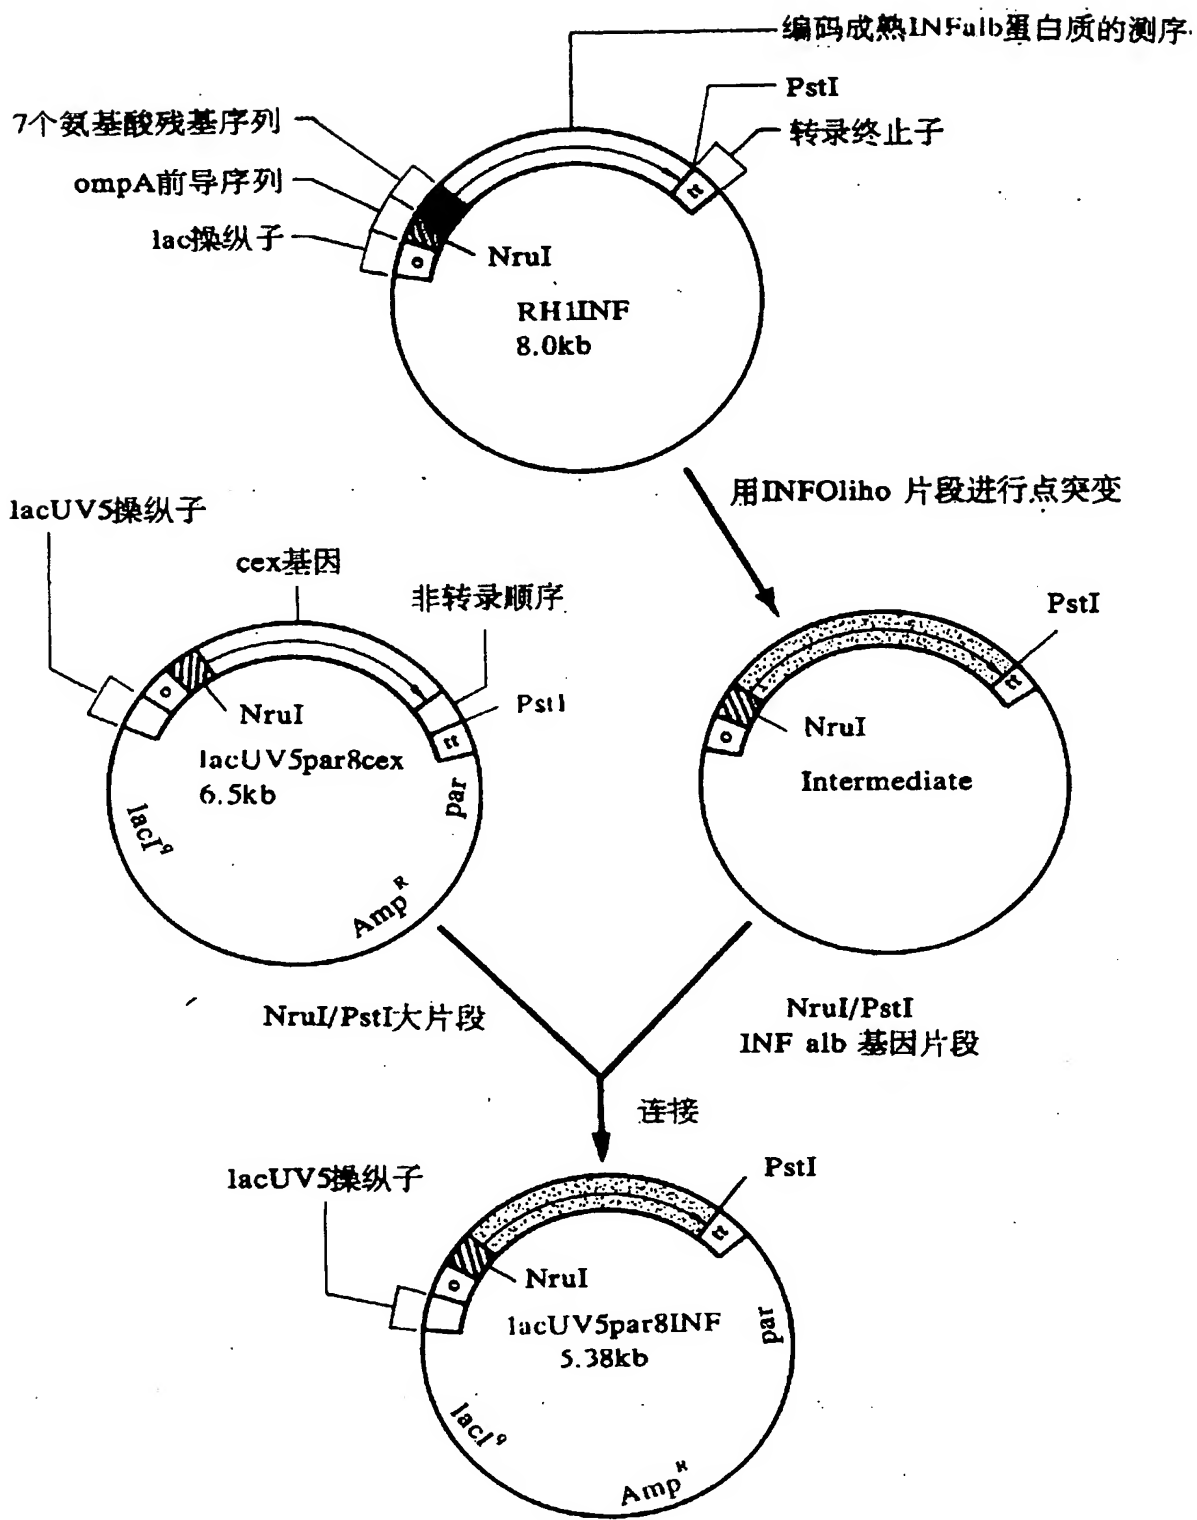 编码成熟INFalb蛋白质的测序
PstI
7个氨基酸残基序列
转录终止子
ompA前导序列
lac操纵子
tt
NruI
o
RH1INF
8.0kb
用INFOliho 片段进行点突变
lacUV5操纵子
cex基因
非转录顺序
PstI
PstI
o
tt
NruI
NruI
tt
o
lacUV5par8cex
6.5kb
Intermediate
par
lacI^q
Amp^R
NruI/PstI大片段
NruI/PstI
INF alb 基因片段
连接
PstI
lacUV5操纵子
tt
NruI
o
lacUV5par8INF
5.38kb
par
lacI^q
Amp^R